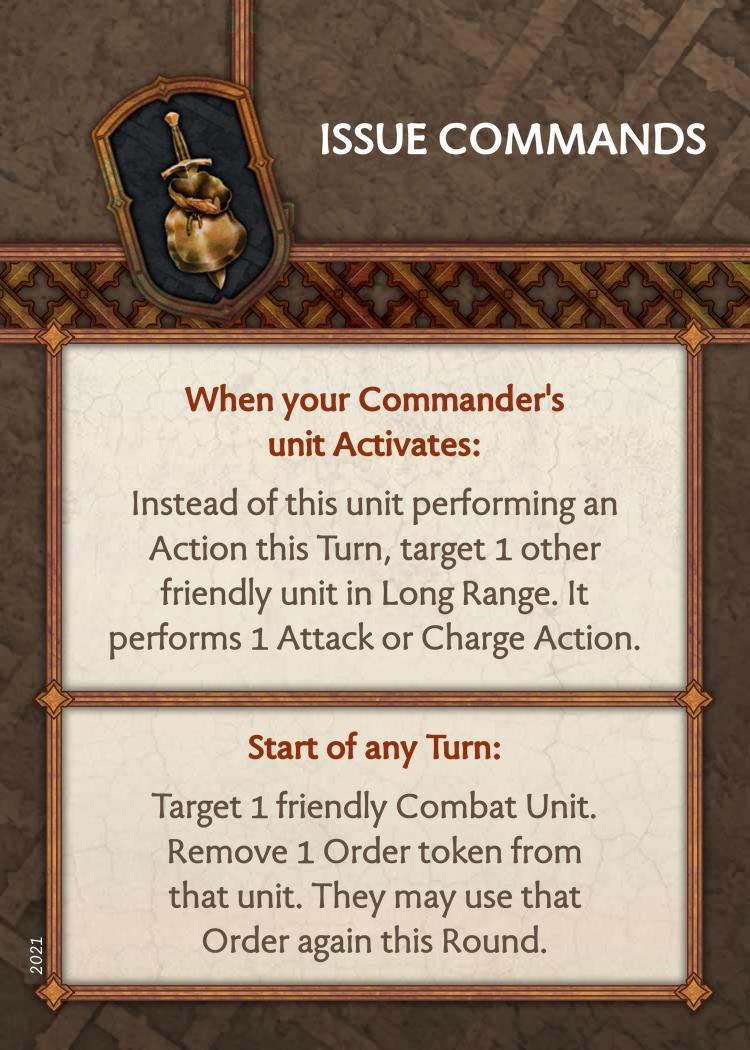 ISSUE COMMANDS
When your Commander's
unit Activates:
Instead of this unit performing an
Action this Turn, target 1 other
friendly unit in Long Range. It
performs 1 Attack or Charge Action.
Start of any Turn:
Target 1 friendly Combat Unit.
Remove 1 Order token from
that unit. They may use that
Order again this Round.
2021